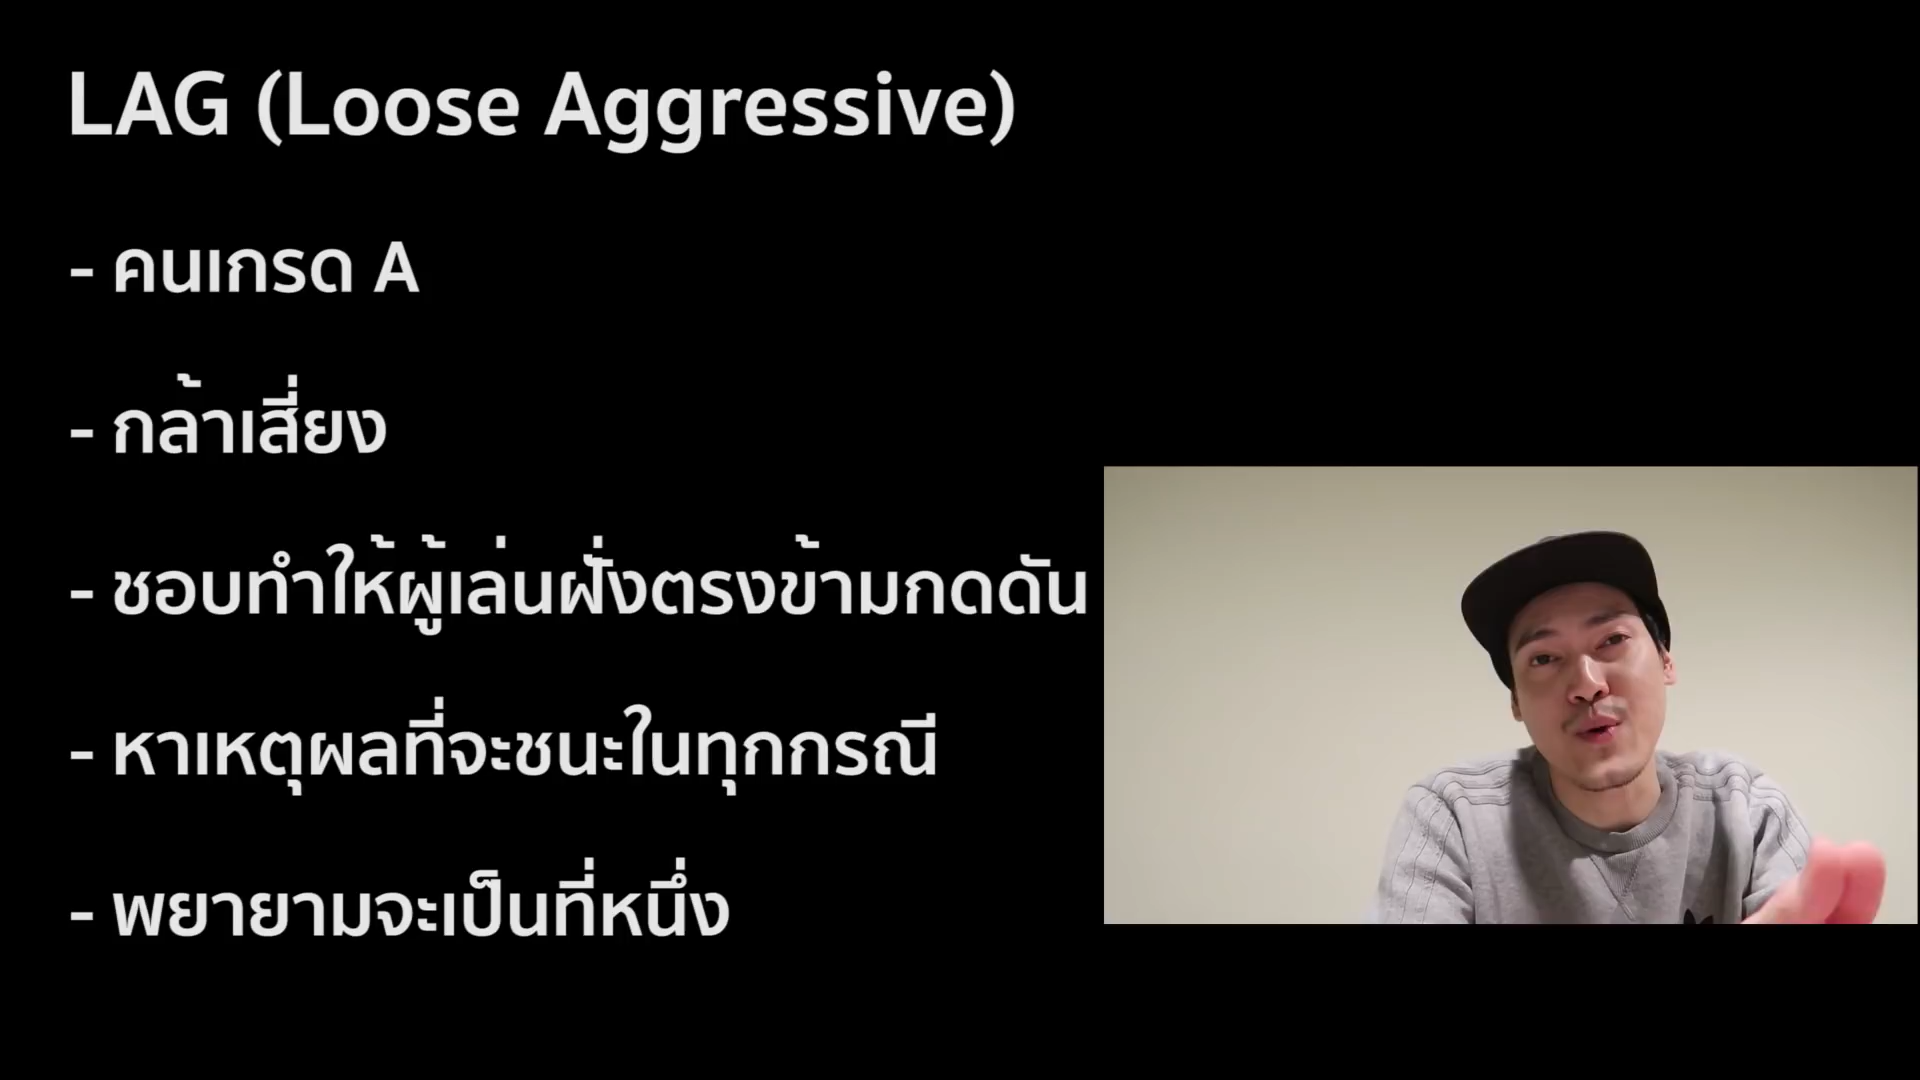 LAG (Loose Aggressive)
- คนเกรด A
- กล้าเสี่ยง
- ชอบทำให้ผู้เล่นฝั่งตรงข้ามกดดัน
- หาเหตุผลที่จะชนะในทุกกรณี
- พยายามจะเป็นที่หนึ่ง